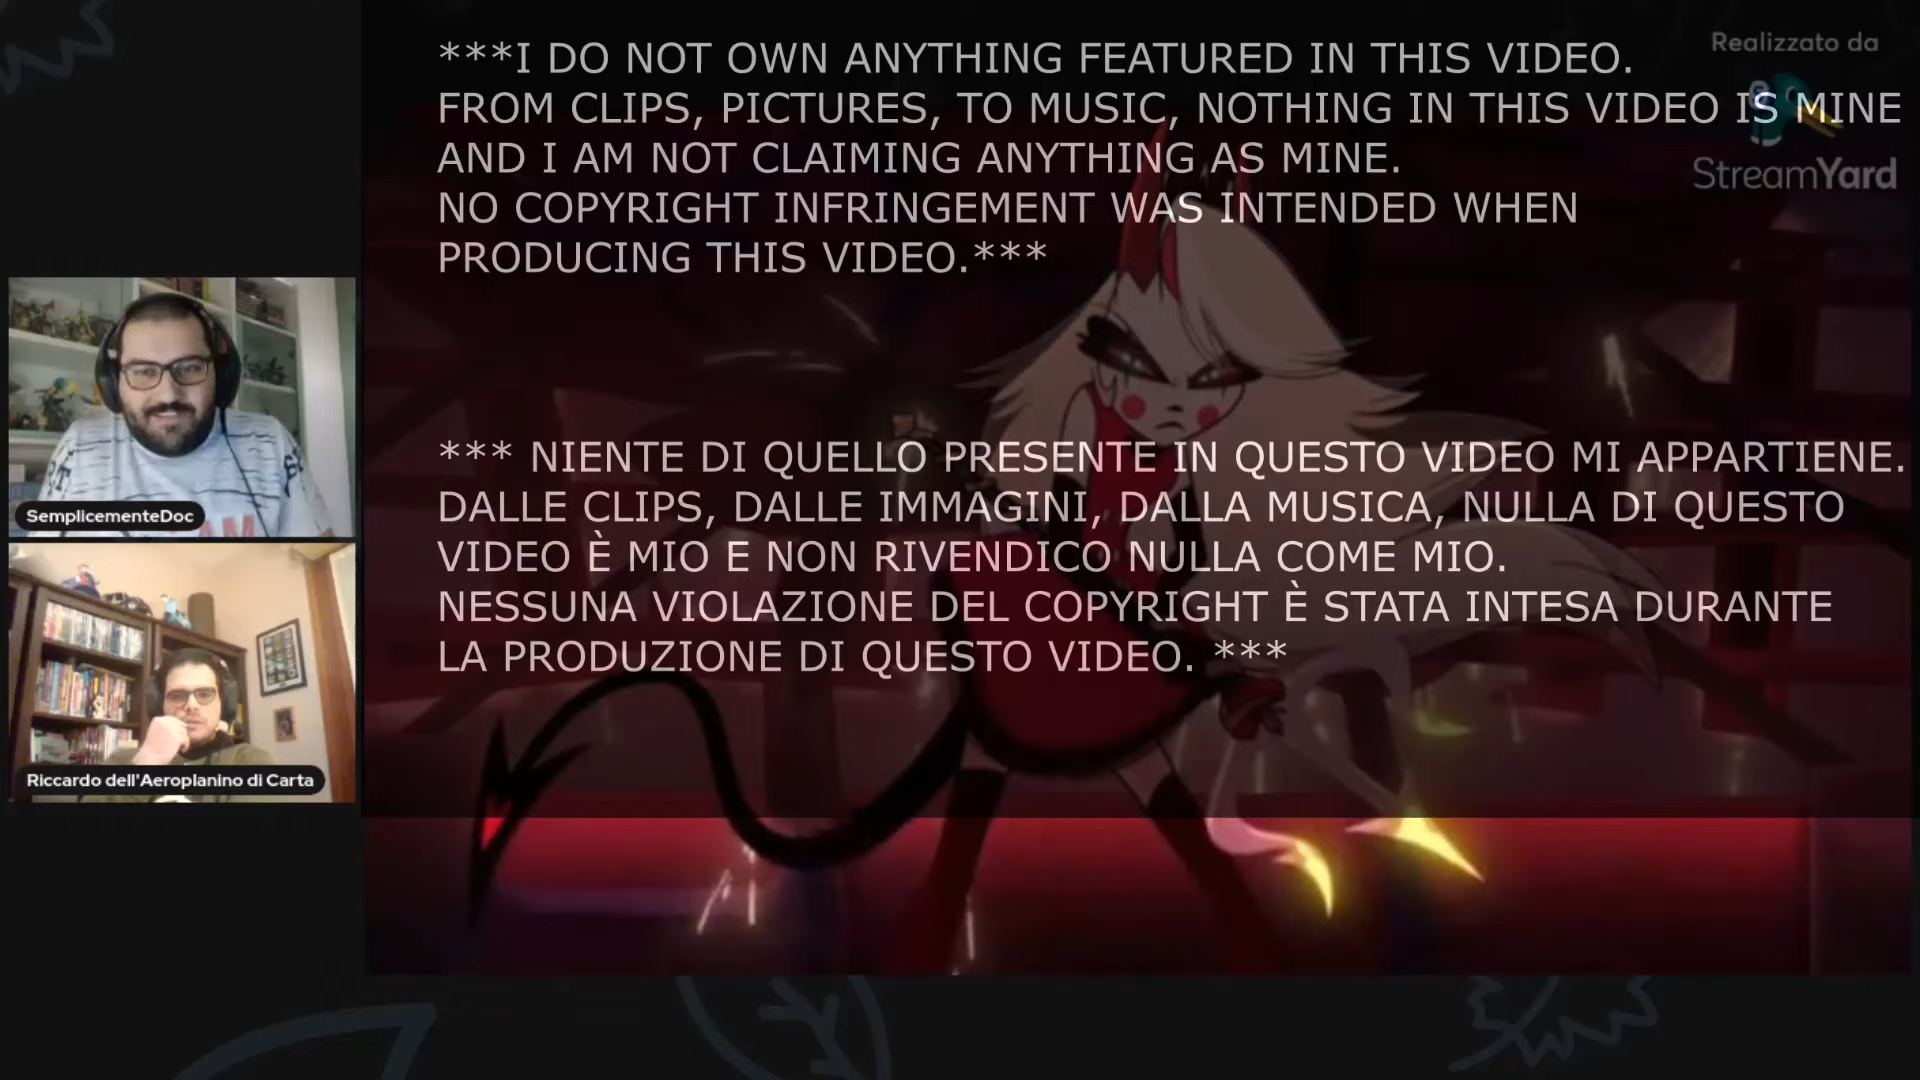 ***I DO NOT OWN ANYTHING FEATURED IN THIS VIDEO.
FROM CLIPS, PICTURES, TO MUSIC, NOTHING IN THIS VIDEO IS MINE
AND I AM NOT CLAIMING ANYTHING AS MINE.
NO COPYRIGHT INFRINGEMENT WAS INTENDED WHEN
PRODUCING THIS VIDEO.***
Realizzato da
StreamYard
*** NIENTE DI QUELLO PRESENTE IN QUESTO VIDEO MI APPARTIENE.
DALLE CLIPS, DALLE IMMAGINI, DALLA MUSICA, NULLA DI QUESTO
VIDEO È MIO E NON RIVENDICO NULLA COME MIO.
NESSUNA VIOLAZIONE DEL COPYRIGHT È STATA INTESA DURANTE
LA PRODUZIONE DI QUESTO VIDEO. ***
SemplicementeDoc
Riccardo dell'Aeroplanino di Carta